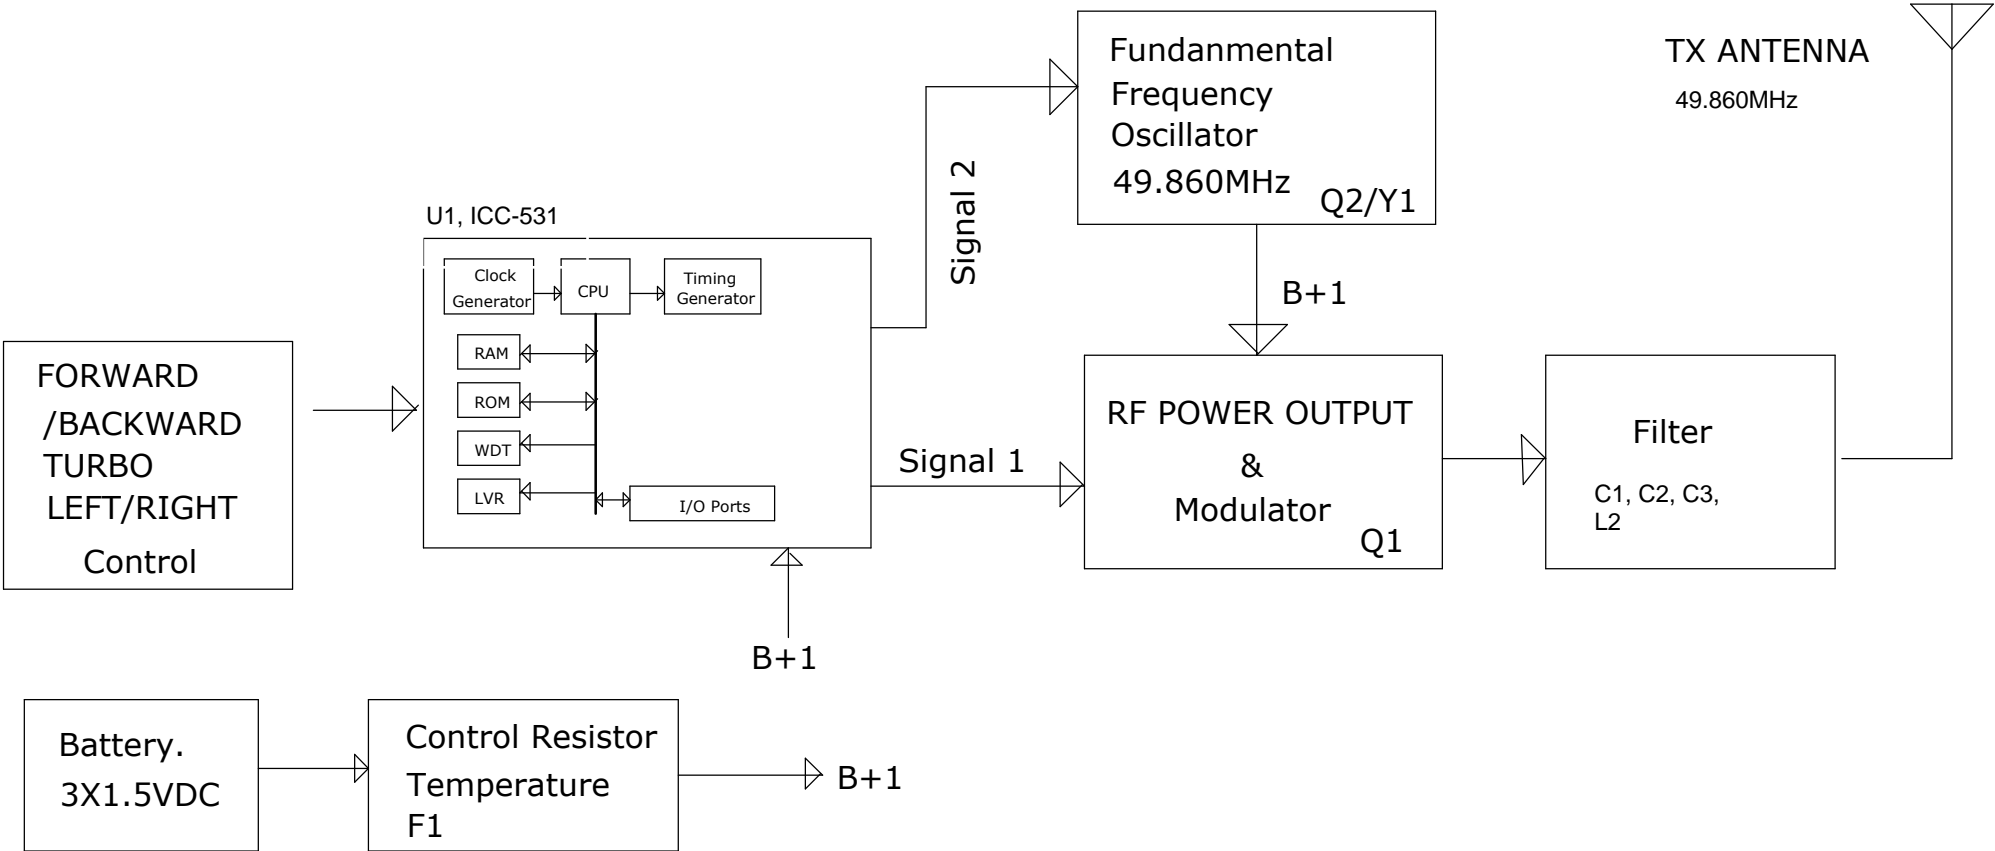 Fundanmental
Frequency
Oscillator
49.860MHz
Q2/Y1
TX ANTENNA
49.860MHz
Signal 2
U1, ICC-531
Clock
Generator
CPU
Timing
Generator
RAM
ROM
WDT
LVR
I/O Ports
B+1
FORWARD
/BACKWARD
TURBO
LEFT/RIGHT
Control
Signal 1
RF POWER OUTPUT
&
Modulator
Q1
Filter
C1, C2, C3,
L2
B+1
Battery.
3X1.5VDC
Control Resistor
Temperature
F1
B+1